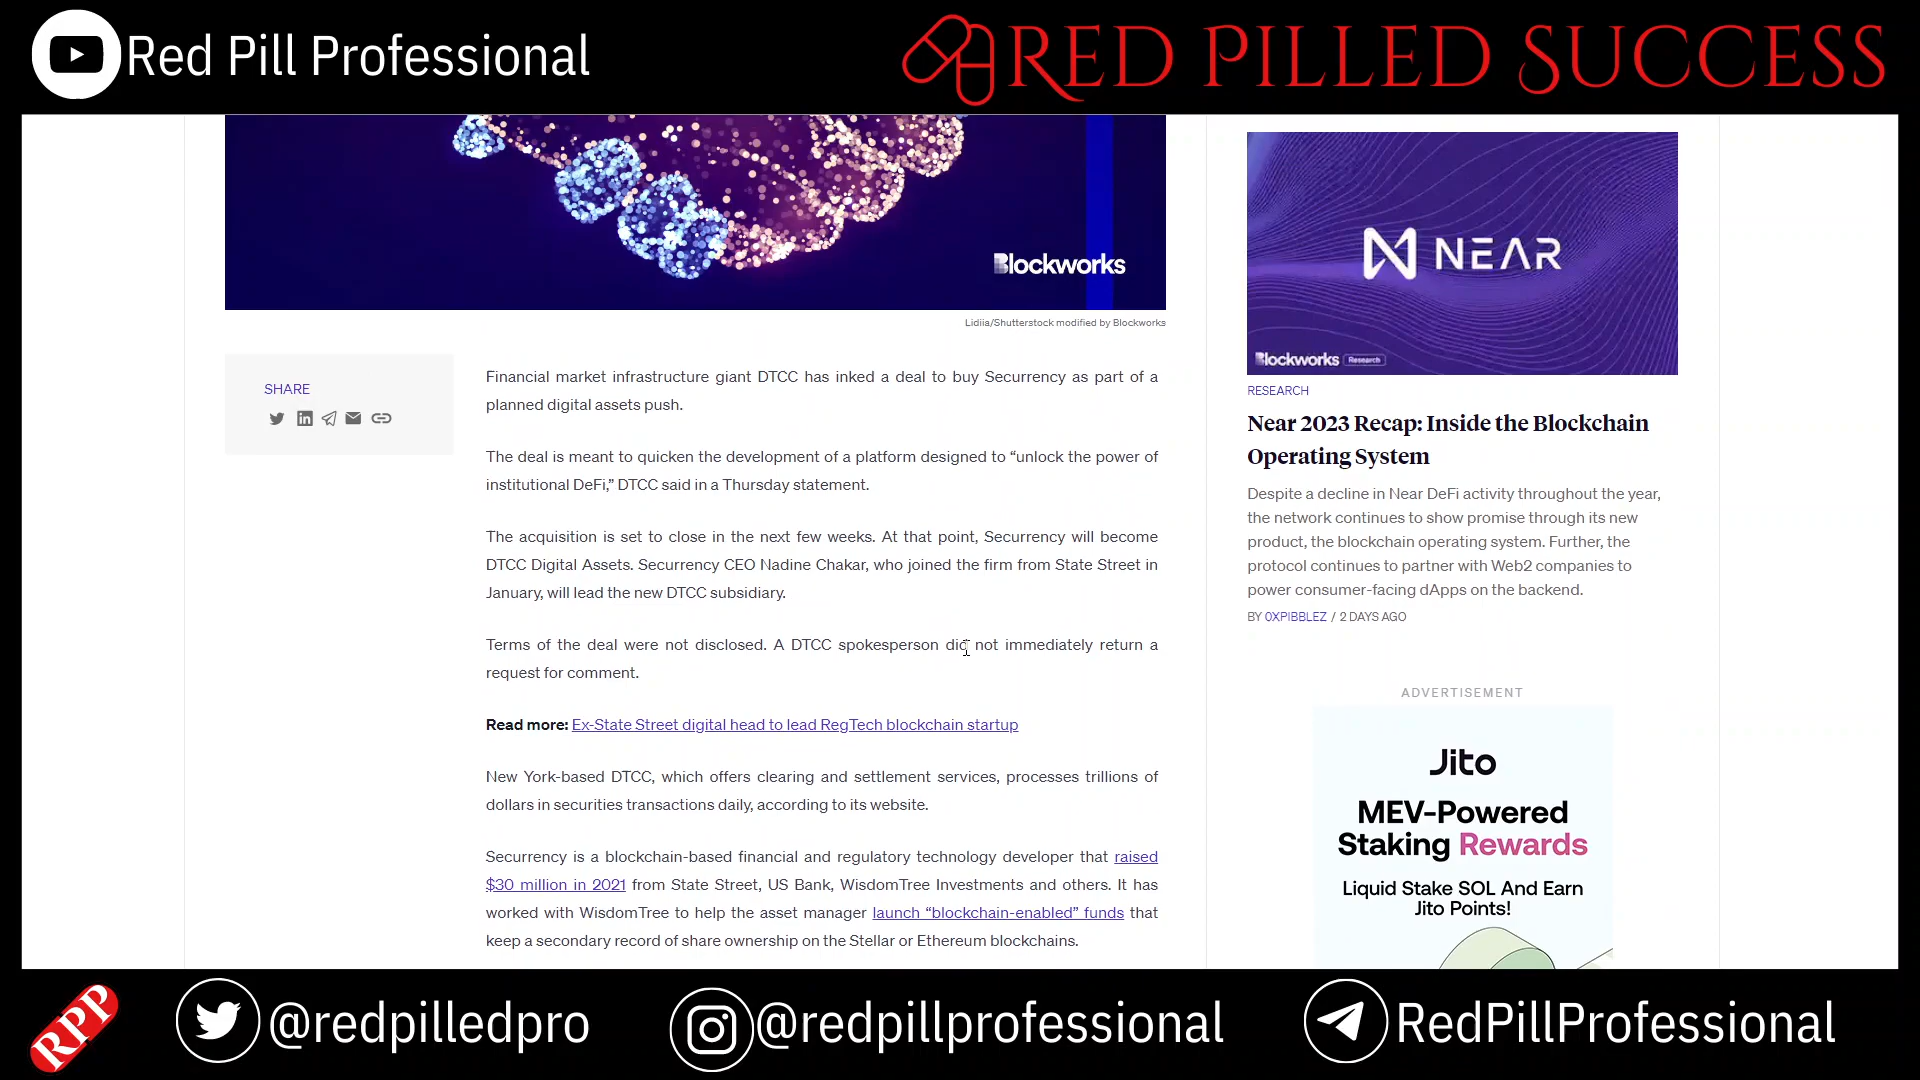 Red Pill Professional
RED PILLED SUCCESS
Blockworks
Lidiia/Shutterstock modified by Blockworks
SHARE
Financial market infrastructure giant DTCC has inked a deal to buy Securrency as part of a
planned digital assets push.
The deal is meant to quicken the development of a platform designed to “unlock the power of
institutional DeFi,” DTCC said in a Thursday statement.
The acquisition is set to close in the next few weeks. At that point, Securrency will become
DTCC Digital Assets. Securrency CEO Nadine Chakar, who joined the firm from State Street in
January, will lead the new DTCC subsidiary.
Terms of the deal were not disclosed. A DTCC spokesperson did not immediately return a
request for comment.
Read more: Ex-State Street digital head to lead RegTech blockchain startup
New York-based DTCC, which offers clearing and settlement services, processes trillions of
dollars in securities transactions daily, according to its website.
Securrency is a blockchain-based financial and regulatory technology developer that raised
$30 million in 2021 from State Street, US Bank, WisdomTree Investments and others. It has
worked with WisdomTree to help the asset manager launch “blockchain-enabled” funds that
keep a secondary record of share ownership on the Stellar or Ethereum blockchains.
NEAR
Blockworks Research
RESEARCH
Near 2023 Recap: Inside the Blockchain
Operating System
Despite a decline in Near DeFi activity throughout the year,
the network continues to show promise through its new
product, the blockchain operating system. Further, the
protocol continues to partner with Web2 companies to
power consumer-facing dApps on the backend.
BY 0XPIBBLEZ / 2 DAYS AGO
ADVERTISEMENT
Jito
MEV-Powered
Staking Rewards
Liquid Stake SOL And Earn
Jito Points!
RPP
@redpilledpro
@redpillprofessional
RedPillProfessional